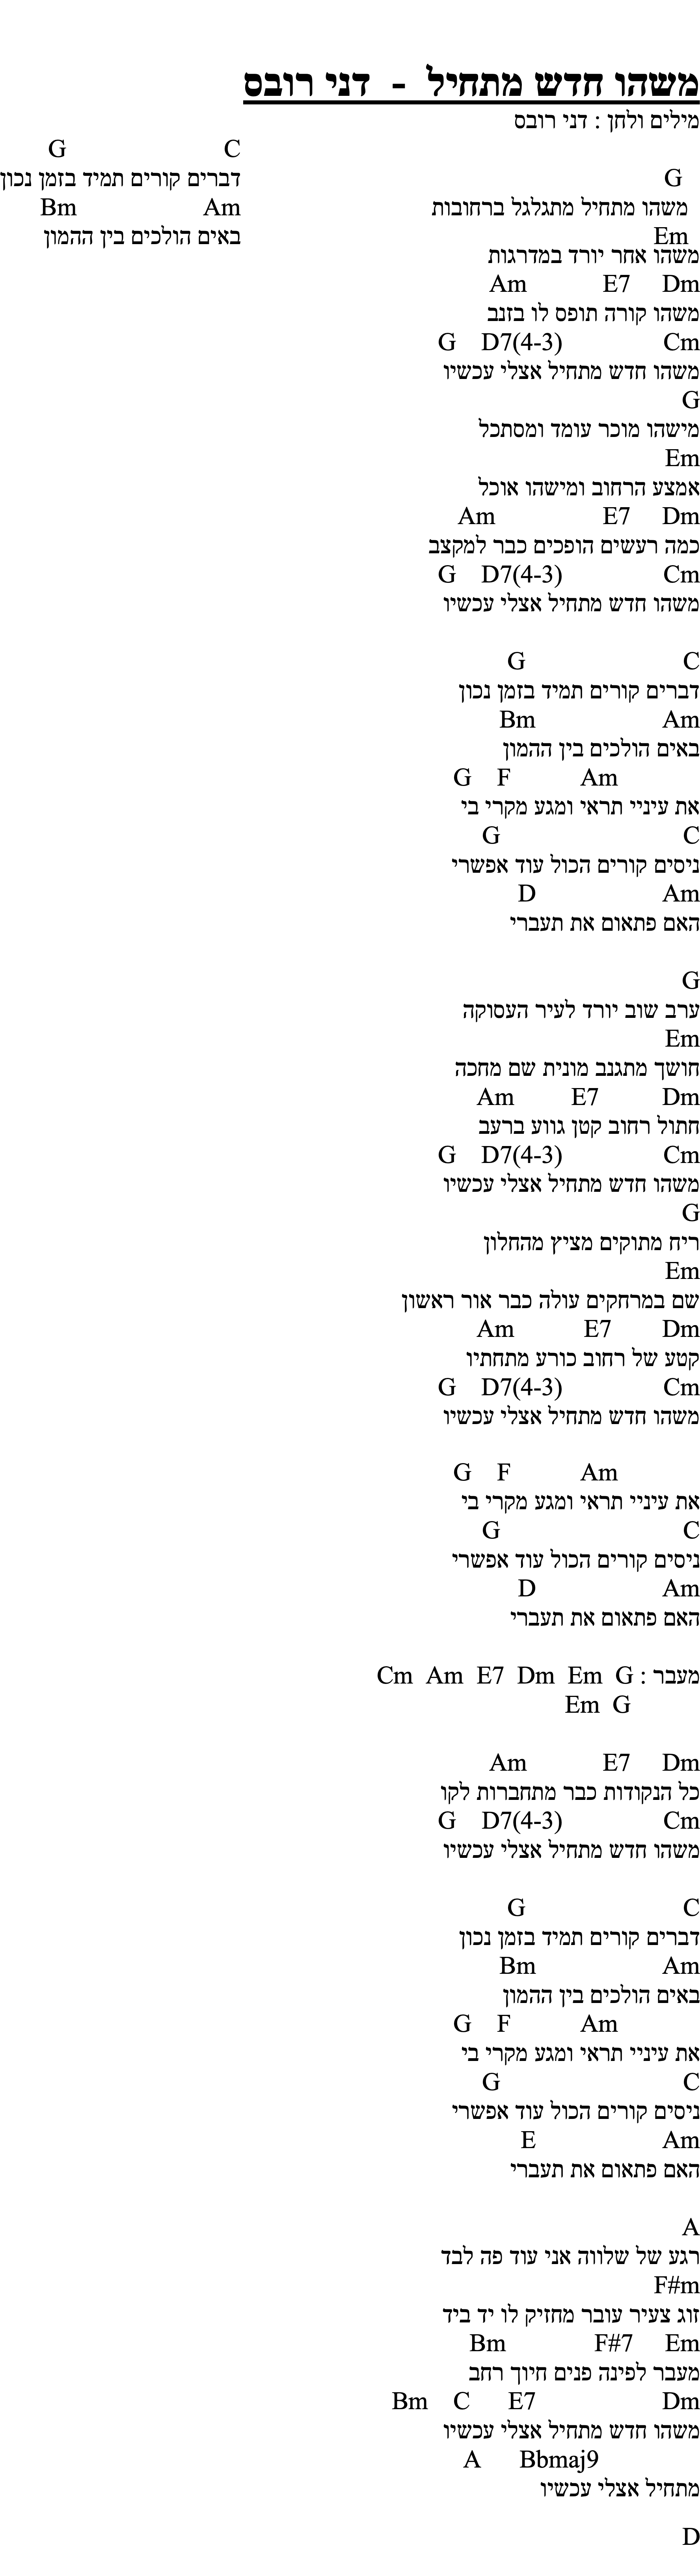 משהו חדש מתחיל - דני רובס
מילים ולחן : דני רובס
G
משהו מתחיל מתגלגל ברחובות
Em
משהו אחר יורד במדרגות
Am E7 Dm
משהו קורה תופס לו בזנב
G D7(4-3) Cm
משהו חדש מתחיל אצלי עכשיו
G
מישהו מוכר עומד ומסתכל
Em
אמצע הרחוב ומישהו אוכל
Am E7 Dm
כמה רעשים הופכים כבר למקצב
G D7(4-3) Cm
משהו חדש מתחיל אצלי עכשיו
G C
דברים קורים תמיד בזמן נכון
Bm Am
באים הולכים בין ההמון
G F Am
את עיניי תראי ומגע מקרי בי
G C
ניסים קורים הכול עוד אפשרי
D Am
האם פתאום את תעברי
G
ערב שוב יורד לעיר העסוקה
Em
חושך מתגנב מונית שם מחכה
Am E7 Dm
חתול רחוב קטן גווע ברעב
G D7(4-3) Cm
משהו חדש מתחיל אצלי עכשיו
G
ריח מתוקים מציץ מהחלון
Em
שם במרחקים עולה כבר אור ראשון
Am E7 Dm
קטע של רחוב כורע מתחתיו
G D7(4-3) Cm
משהו חדש מתחיל אצלי עכשיו
G C
דברים קורים תמיד בזמן נכון
Bm Am
באים הולכים בין ההמון
G F Am
את עיניי תראי ומגע מקרי בי
G C
ניסים קורים הכול עוד אפשרי
D Am
האם פתאום את תעברי
מעבר : Cm Am E7 Dm Em G
Em G
Am E7 Dm
כל הנקודות כבר מתחברות לקו
G D7(4-3) Cm
משהו חדש מתחיל אצלי עכשיו
G C
דברים קורים תמיד בזמן נכון
Bm Am
באים הולכים בין ההמון
G F Am
את עיניי תראי ומגע מקרי בי
G C
ניסים קורים הכול עוד אפשרי
E Am
האם פתאום את תעברי
A
רגע של שלווה אני עוד פה לבד
F#m
זוג צעיר עובר מחזיק לו יד ביד
Bm F#7 Em
מעבר לפינה פנים חיוך רחב
Bm C E7 Dm
משהו חדש מתחיל אצלי עכשיו
A Bbmaj9
מתחיל אצלי עכשיו
D